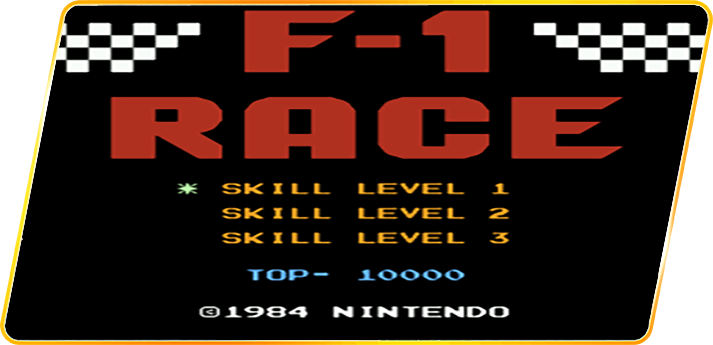 F-1
RACE
* SKILL LEVEL 1
SKILL LEVEL 2
SKILL LEVEL 3
TOP- 10000
©1984 NINTENDO